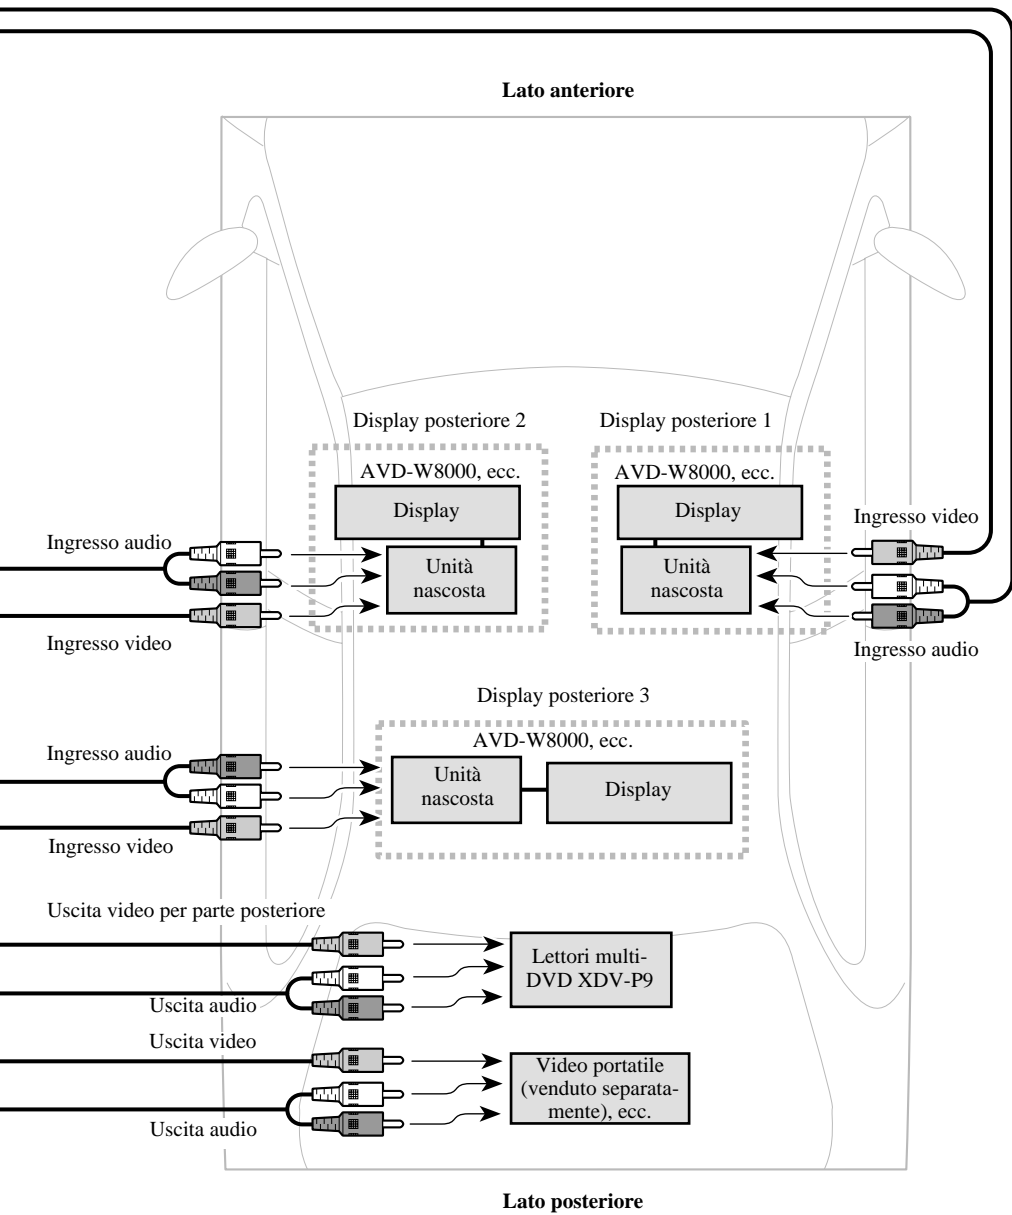 Lato anteriore
Display posteriore 2
Display posteriore 1
AVD-W8000, ecc.
AVD-W8000, ecc.
Display
Display
Ingresso video
Ingresso audio
Unità
nascosta
Unità
nascosta
Ingresso video
Ingresso audio
Display posteriore 3
AVD-W8000, ecc.
Ingresso audio
Unità
nascosta
Display
Ingresso video
Uscita video per parte posteriore
Lettori multi-
DVD XDV-P9
Uscita audio
Uscita video
Video portatile
(venduto separata-
mente), ecc.
Uscita audio
Lato posteriore